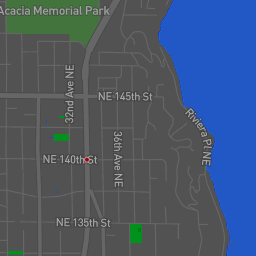 Acacia Memorial Park
32nd Ave NE
NE 145th St
Riviera Pl NE
36th Ave NE
NE 140th St
NE 135th St